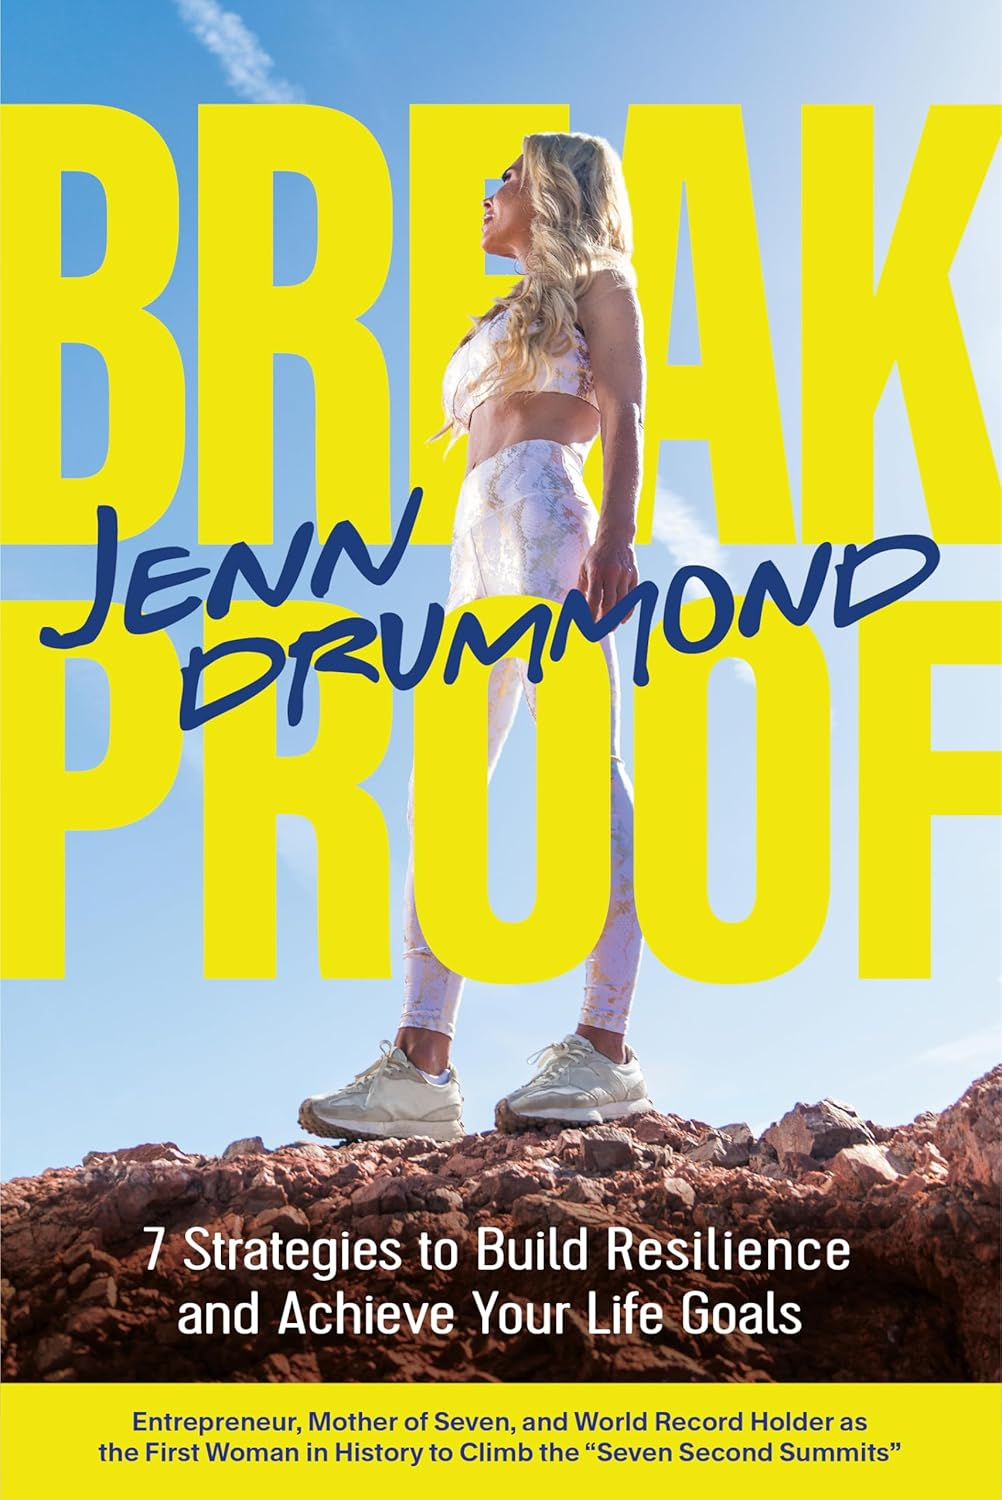 BREAK
JENN
DRUMMOND
PROOF
7 Strategies to Build Resilience
and Achieve Your Life Goals
Entrepreneur, Mother of Seven, and World Record Holder as
the First Woman in History to Climb the “Seven Second Summits”